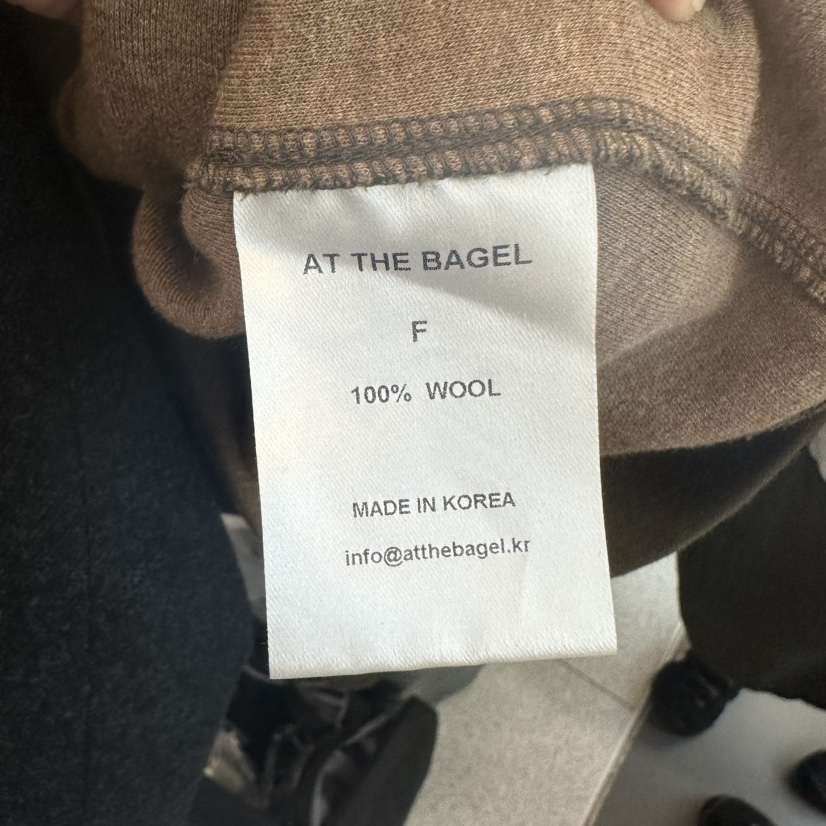 AT THE BAGEL
F
100% WOOL
MADE IN KOREA
info@atthebagel.kr